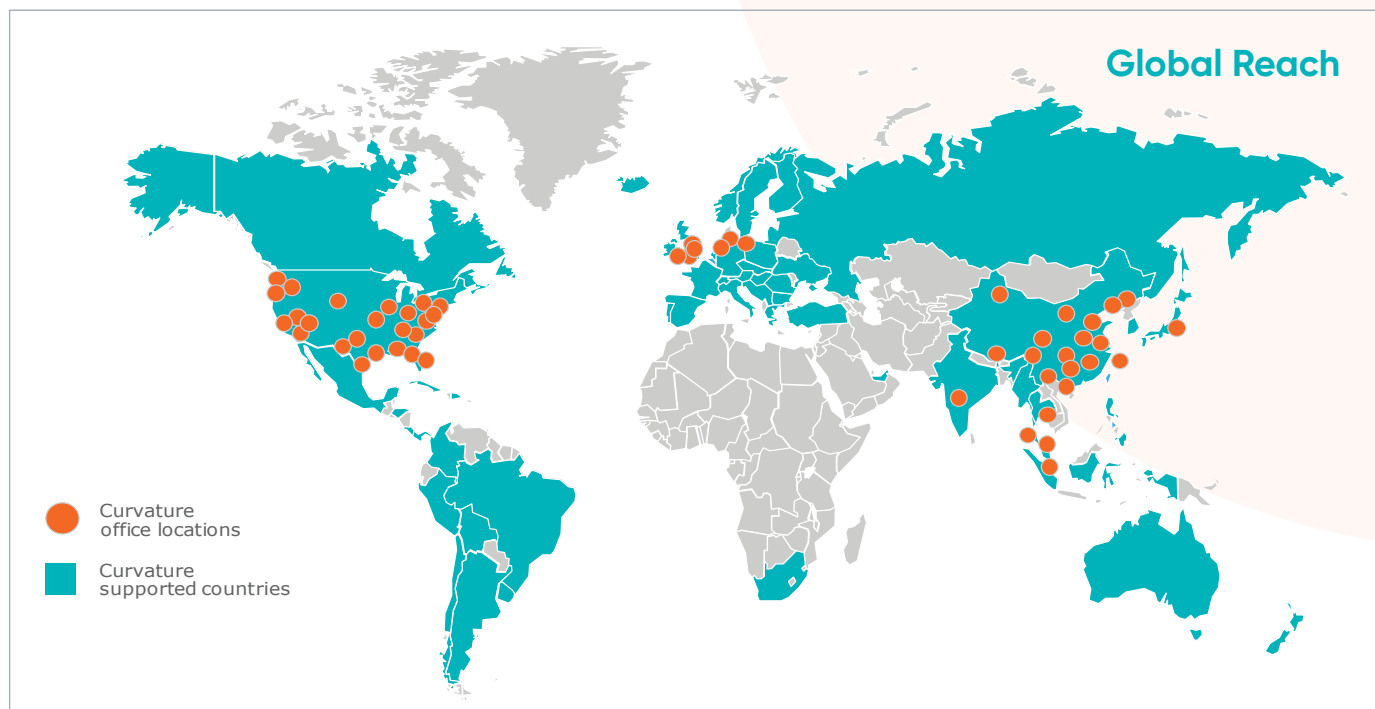 Global Reach
Curvature
office locations
Curvature
supported countries